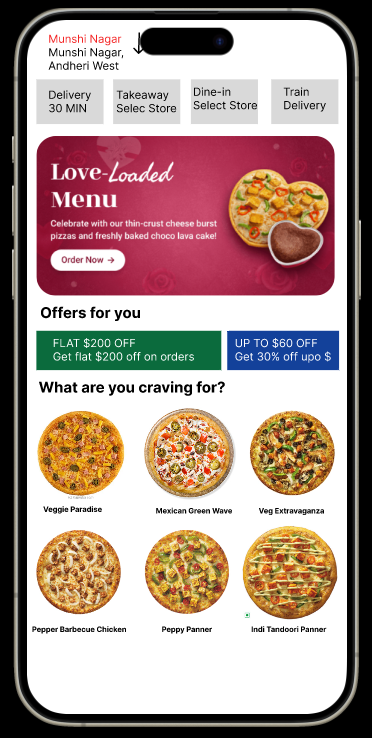 Munshi Nagar
Munshi Nagar,
Andheri West
Delivery
30 MIN
Takeaway
Selec Store
Dine-in
Select Store
Train
Delivery
Love-Loaded
Menu
Celebrate with our thin-crust cheese burst
pizzas and freshly baked choco lava cake!
Order Now →
Offers for you
FLAT $200 OFF
Get flat $200 off on orders
UP TO $60 OFF
Get 30% off upo $
What are you craving for?
Veggie Paradise
Mexican Green Wave
Veg Extravaganza
Pepper Barbecue Chicken
Peppy Panner
Indi Tandoori Panner